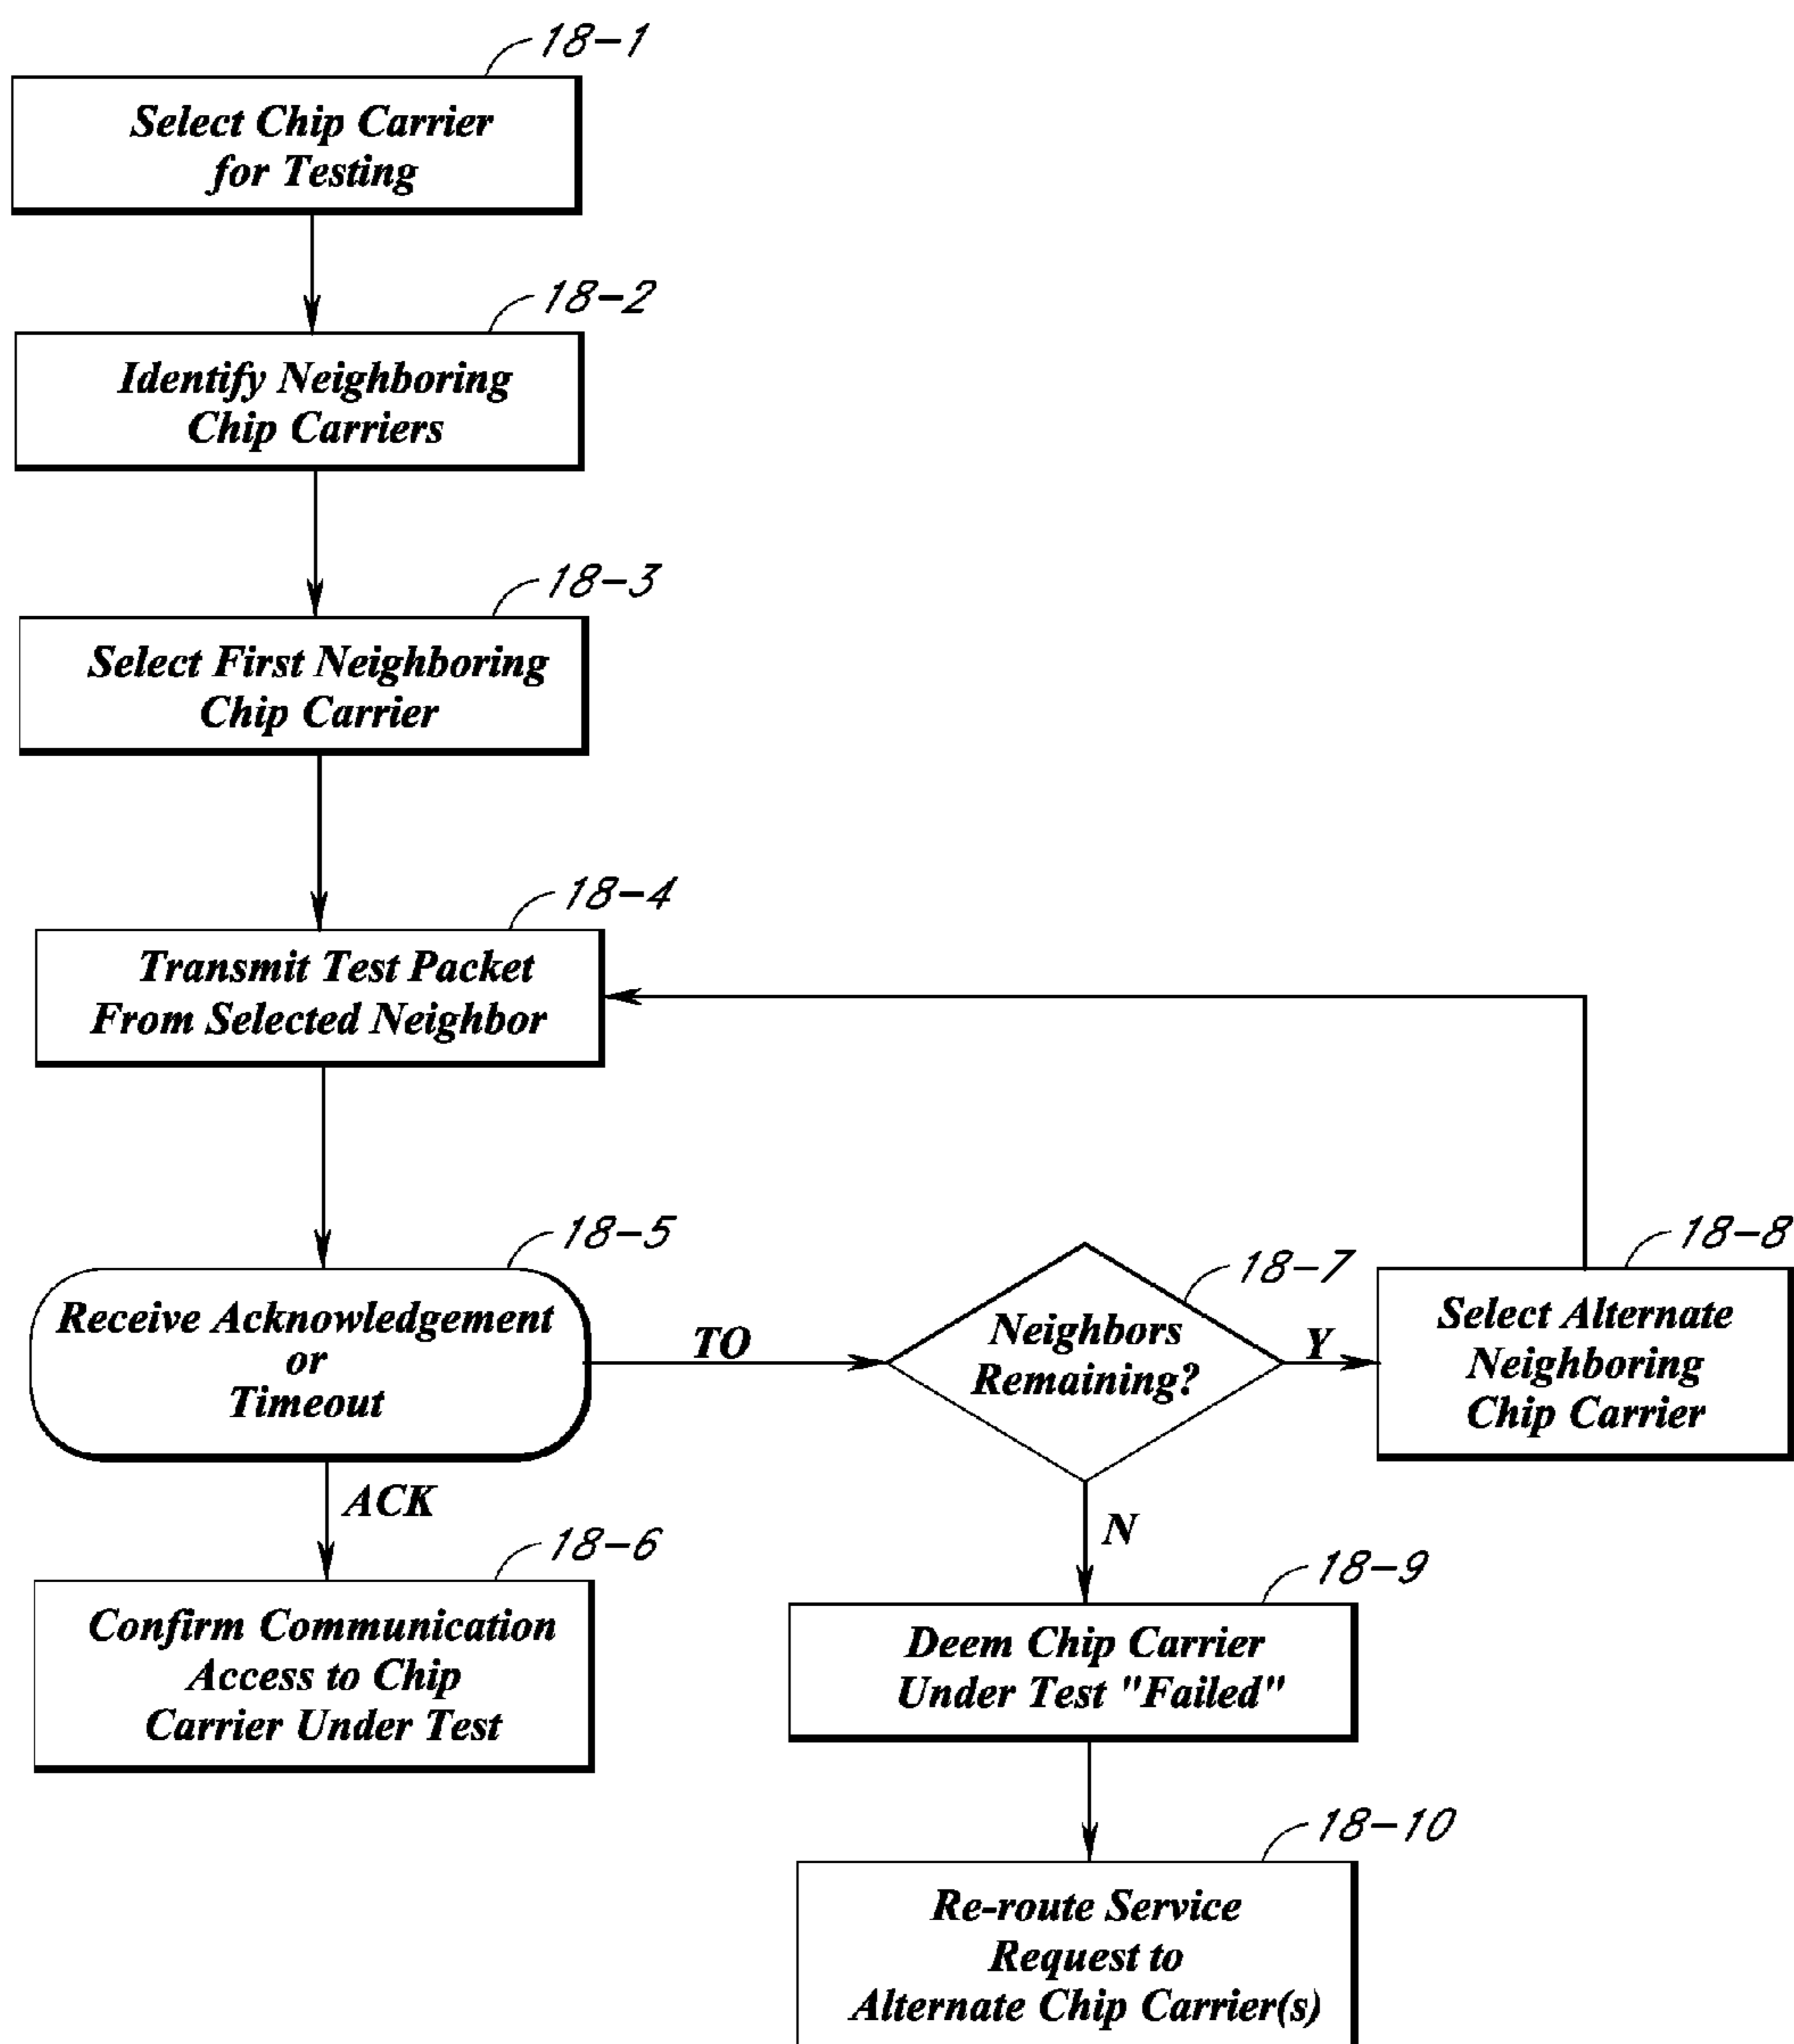 18-1
Select Chip Carrier
for Testing
18-2
Identify Neighboring
Chip Carriers
18-3
Select First Neighboring
Chip Carrier
18-4
Transmit Test Packet
From Selected Neighbor
18-5
Receive Acknowledgement
or
Timeout
TO
18-7
Neighbors
Remaining?
Y
18-8
Select Alternate
Neighboring
Chip Carrier
ACK
18-6
Confirm Communication
Access to Chip
Carrier Under Test
N
18-9
Deem Chip Carrier
Under Test "Failed"
18-10
Re-route Service
Request to
Alternate Chip Carrier(s)